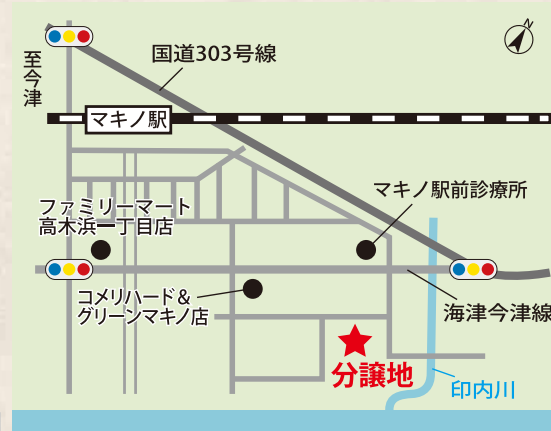 N
国道303号線
至今津
マキノ駅
マキノ駅前診療所
ファミリーマート
高木浜一丁目店
コメリハード&
グリーンマキノ店
海津今津線
分譲地
印内川